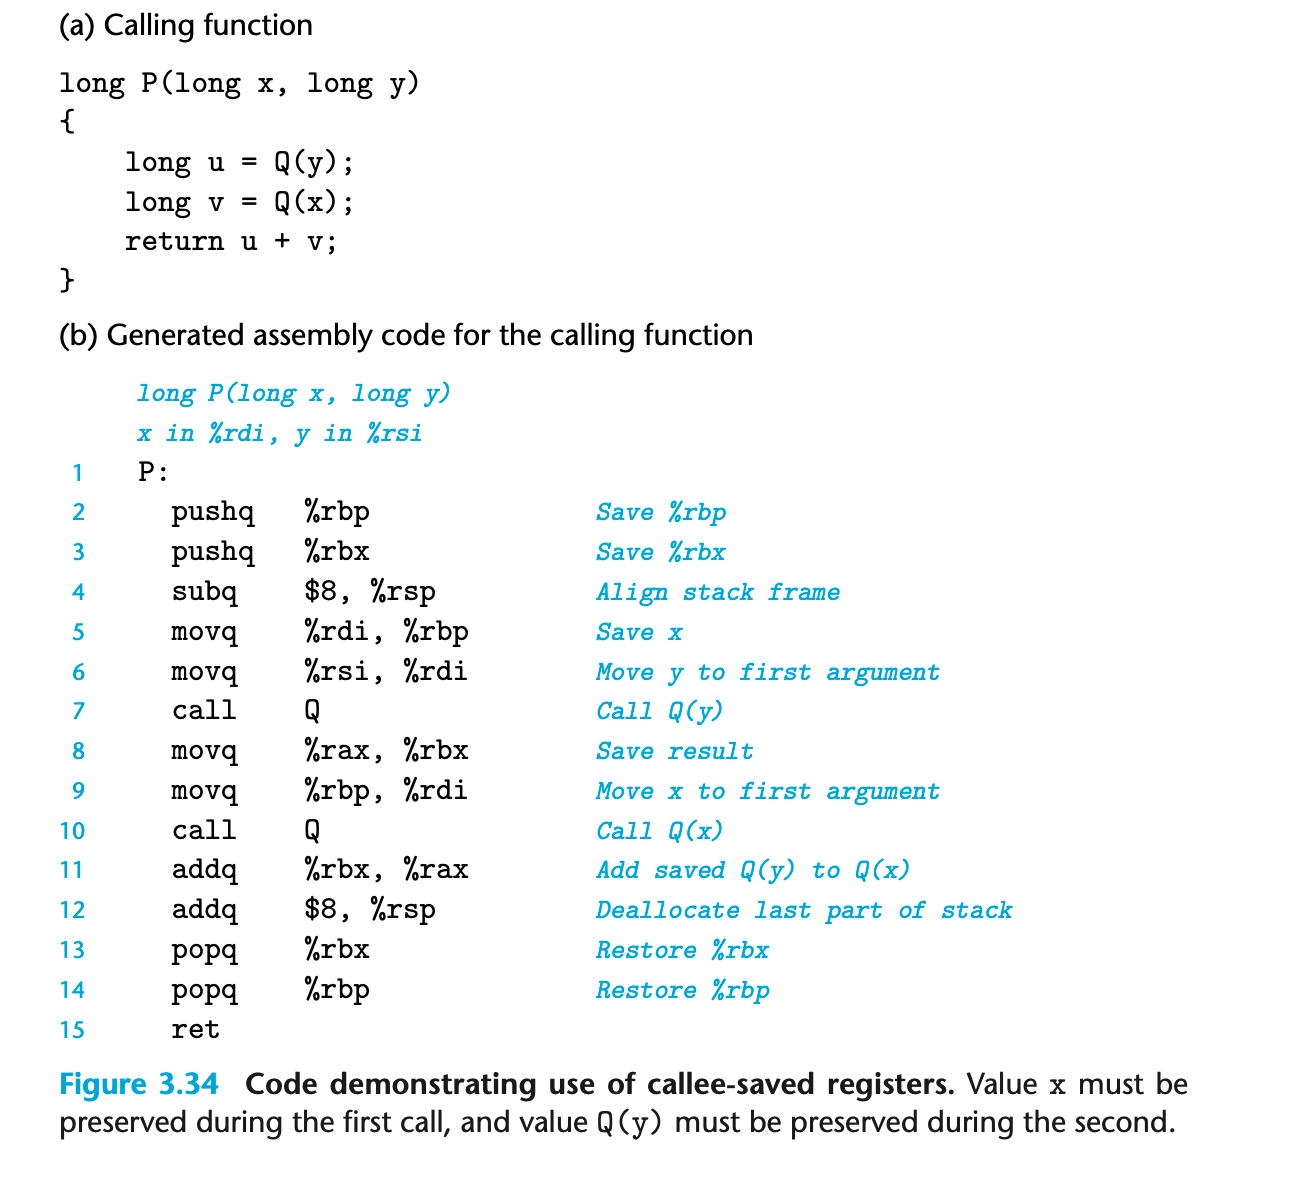 (a) Calling function
long P(long x, long y)
{
    long u = Q(y);
    long v = Q(x);
    return u + v;
}
(b) Generated assembly code for the calling function
long P(long x, long y)
x in %rdi, y in %rsi
1 P:
2 pushq %rbp Save %rbp
3 pushq %rbx Save %rbx
4 subq $8, %rsp Align stack frame
5 movq %rdi, %rbp Save x
6 movq %rsi, %rdi Move y to first argument
7 call Q Call Q(y)
8 movq %rax, %rbx Save result
9 movq %rbp, %rdi Move x to first argument
10 call Q Call Q(x)
11 addq %rbx, %rax Add saved Q(y) to Q(x)
12 addq $8, %rsp Deallocate last part of stack
13 popq %rbx Restore %rbx
14 popq %rbp Restore %rbp
15 ret
Figure 3.34 Code demonstrating use of callee-saved registers. Value x must be
preserved during the first call, and value Q(y) must be preserved during the second.